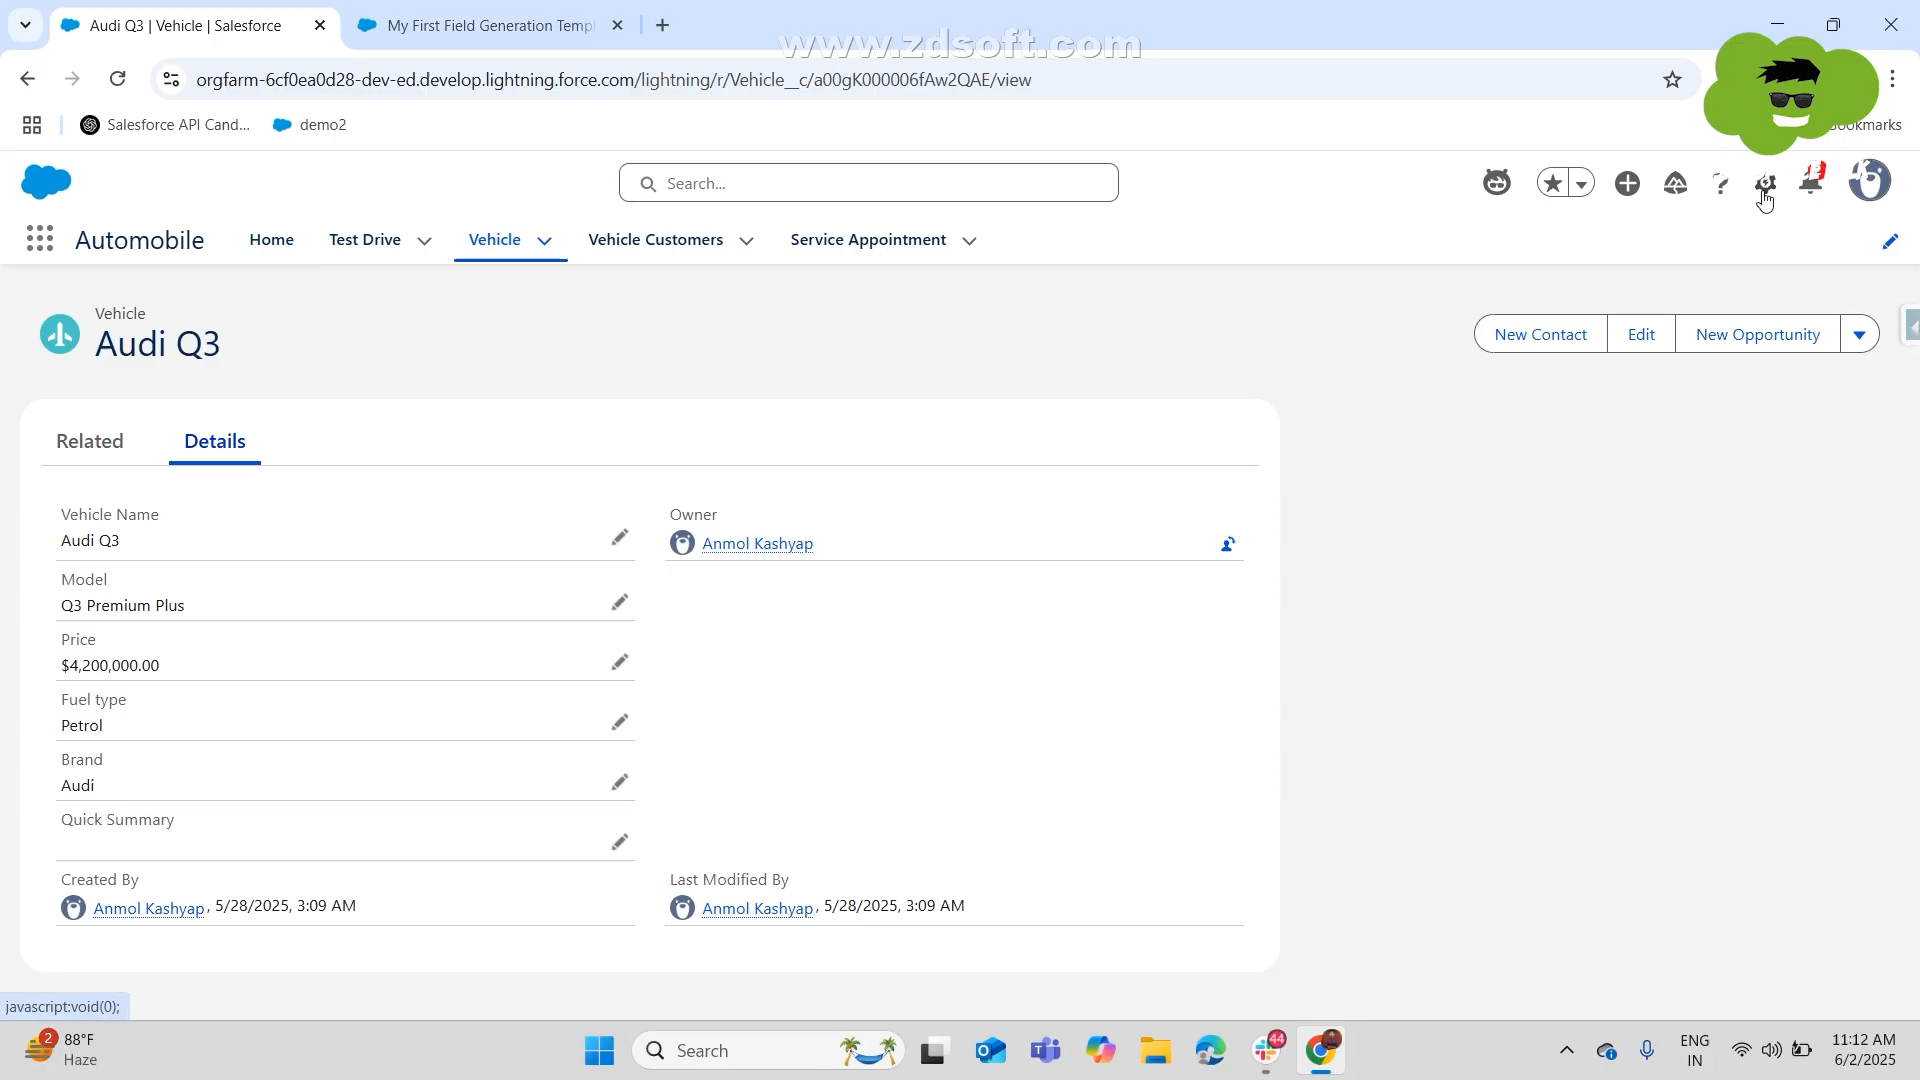 Audi Q3 | Vehicle | Salesforce
My First Field Generation Temp
www.zdsoft.com
orgfarm-6cf0ea0d28-dev-ed.develop.lightning.force.com/lightning/r/Vehicle__c/a00gK000006fAw2QAE/view
Salesforce API Cand...
demo2
Bookmarks
Search...
Automobile
Home
Test Drive
Vehicle
Vehicle Customers
Service Appointment
Vehicle
Audi Q3
New Contact
Edit
New Opportunity
Related
Details
Vehicle Name
Audi Q3
Owner
Anmol Kashyap
Model
Q3 Premium Plus
Price
$4,200,000.00
Fuel type
Petrol
Brand
Audi
Quick Summary
Created By
Anmol Kashyap, 5/28/2025, 3:09 AM
Last Modified By
Anmol Kashyap, 5/28/2025, 3:09 AM
javascript:void(0);
2
88°F
Haze
Search
44
ENG
IN
11:12 AM
6/2/2025